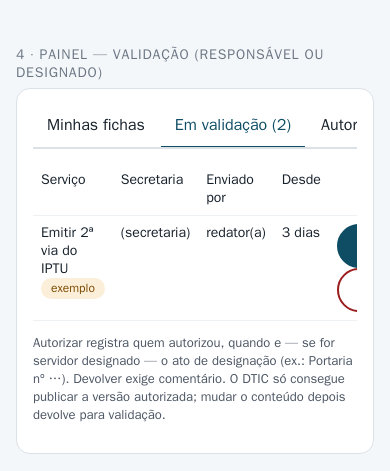 4 · PAINEL — VALIDAÇÃO (RESPONSÁVEL OU
DESIGNADO)
Minhas fichas Em validação (2) Autor
Serviço Secretaria Enviado por Desde
Emitir 2ª via do IPTU (secretaria) redator(a) 3 dias
exemplo
Autorizar registra quem autorizou, quando e — se for
servidor designado — o ato de designação (ex.: Portaria
nº ···). Devolver exige comentário. O DTIC só consegue
publicar a versão autorizada; mudar o conteúdo depois
devolve para validação.